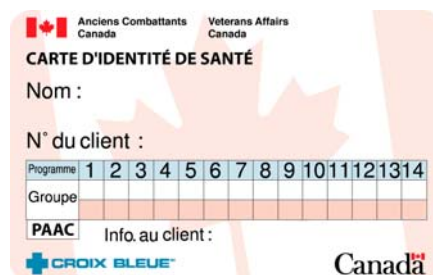 Anciens Combattants Veterans Affairs
Canada Canada
CARTE D'IDENTITÉ DE SANTÉ
Nom :
N° du client :
Programme 1 2 3 4 5 6 7 8 9 10 11 12 13 14
Groupe
PAAC Info. au client :
CROIX BLEUE
Canada